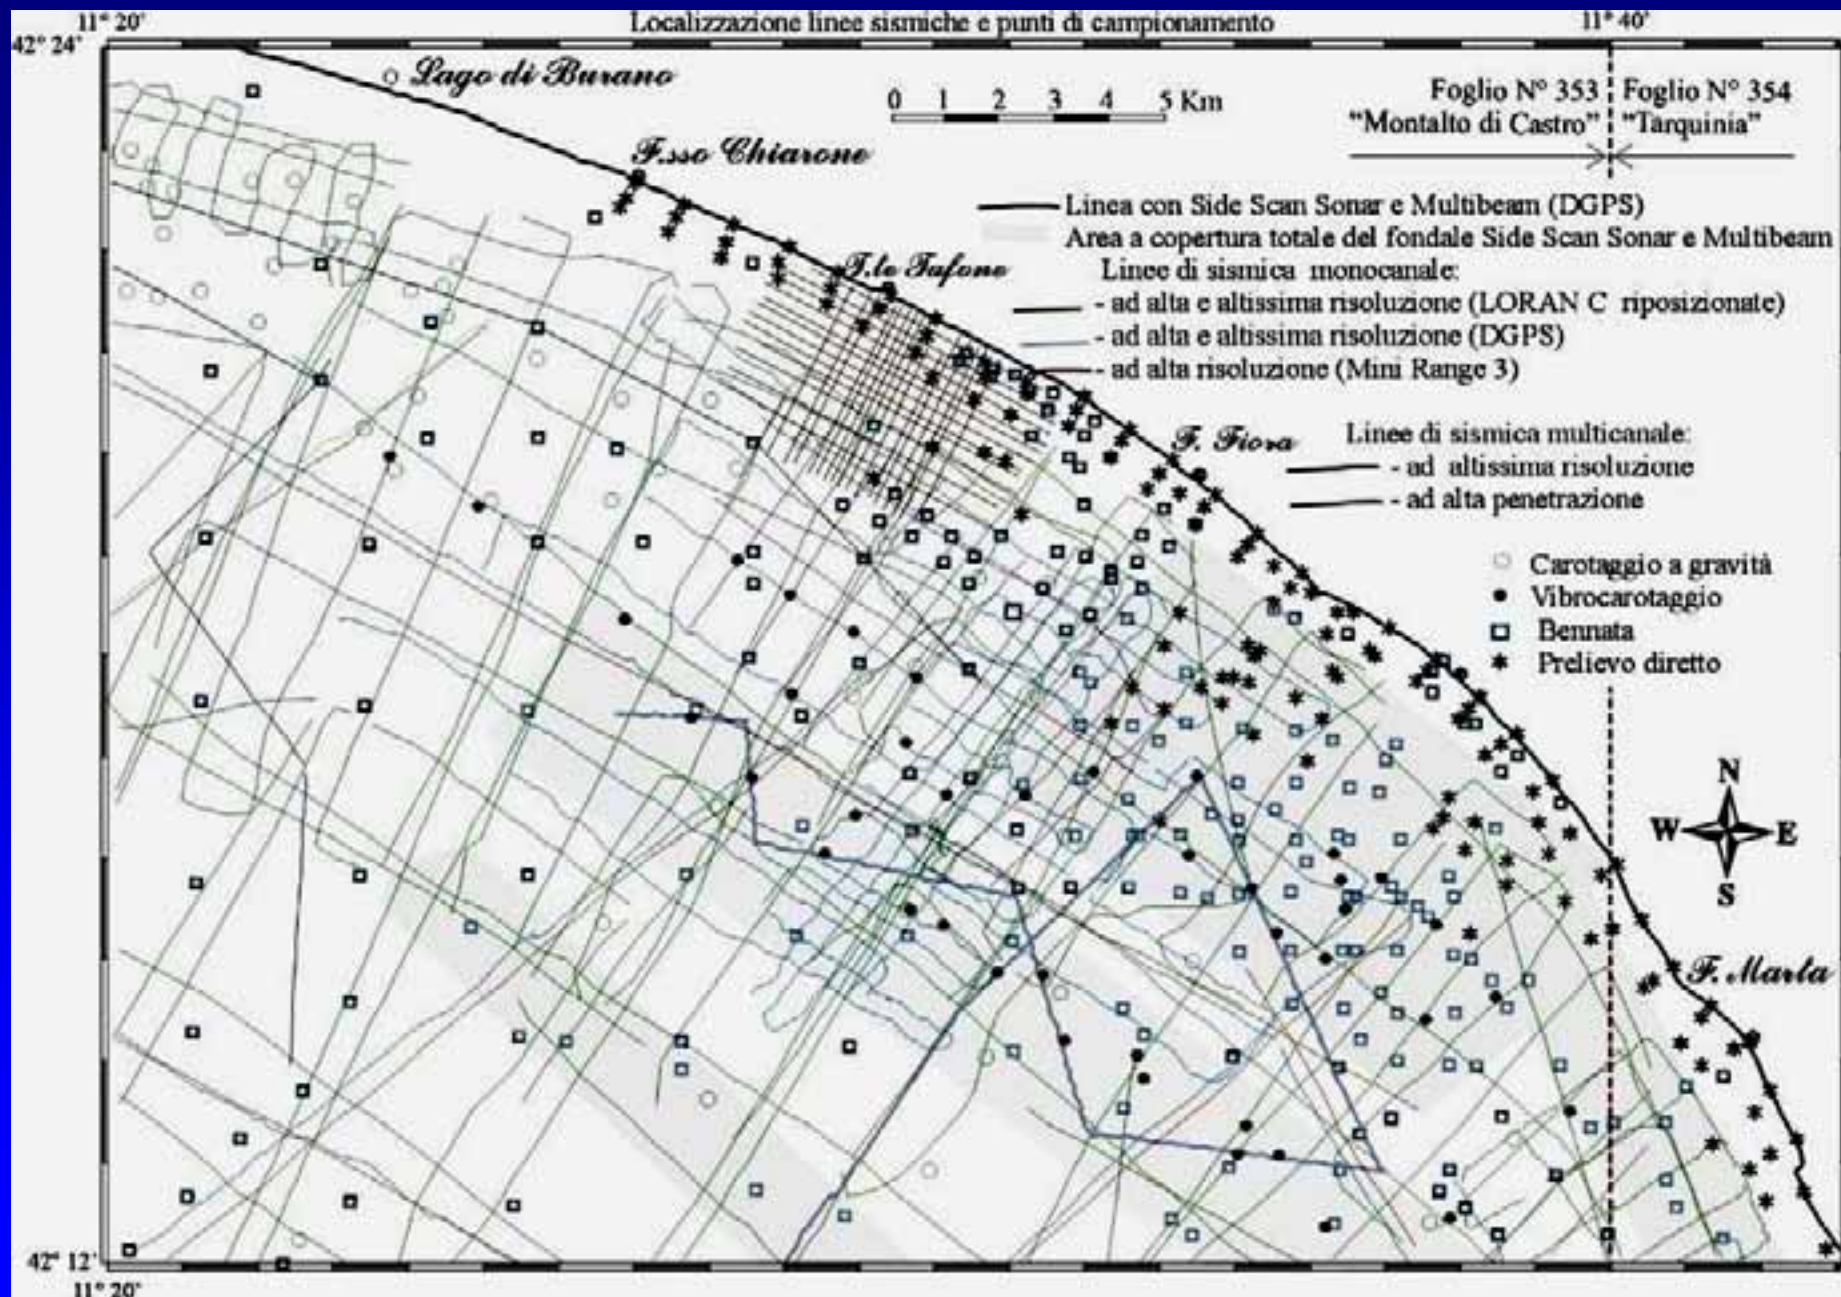 11° 20'
Localizzazione linee sismiche e punti di campionamento
11° 40'
42° 24'
Lago di Burano
0 1 2 3 4 5 Km
Foglio N° 353
"Montalto di Castro"
Foglio N° 354
"Tarquinia"
F.sso Chiarone
Linea con Side Scan Sonar e Multibeam (DGPS)
Area a copertura totale del fondale Side Scan Sonar e Multibeam
T.te Tafone
Linee di sismica monocanale:
- ad alta e altissima risoluzione (LORAN C riposizionate)
- ad alta e altissima risoluzione (DGPS)
- ad alta risoluzione (Mini Range 3)
F. Fiora
Linee di sismica multicanale:
- ad altissima risoluzione
- ad alta penetrazione
Carotaggio a gravità
Vibrocarotaggio
Bennata
Prelievo diretto
N
W E
S
F. Marta
42° 12'
11° 20'